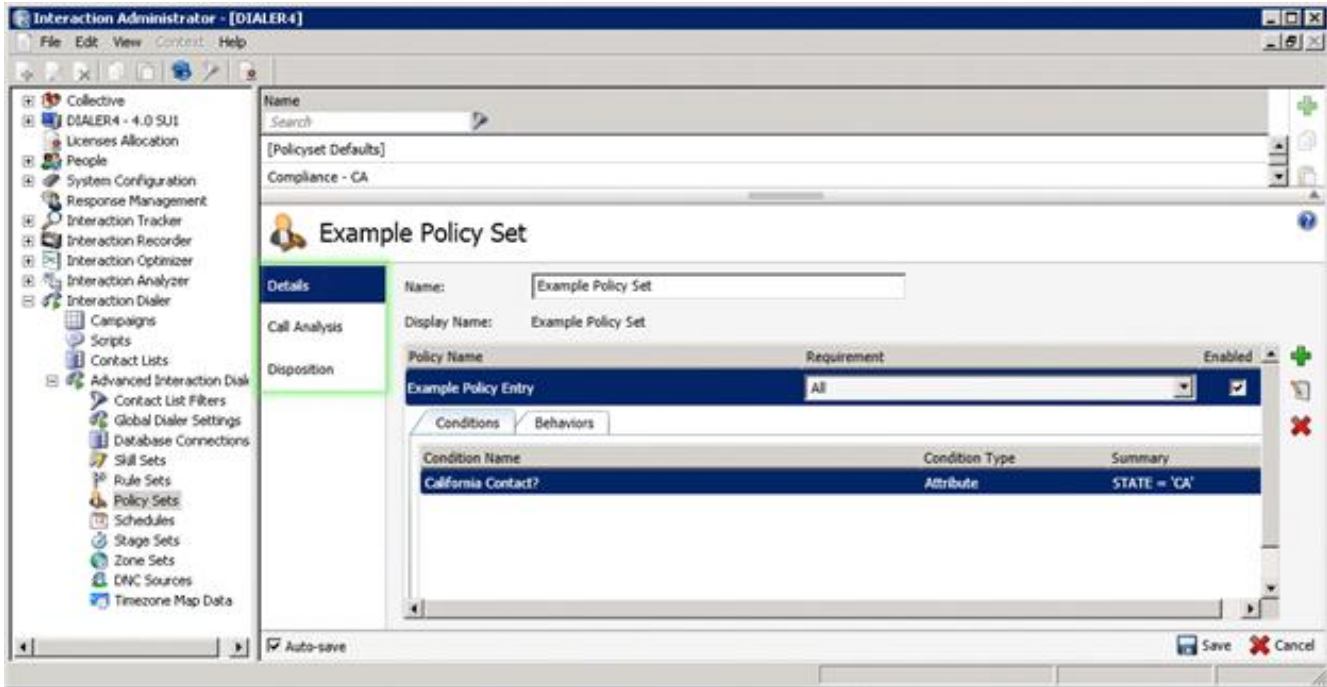 Interaction Administrator - [DIALER4]
File Edit View Context Help
Collective
DIALER4 - 4.0 SU1
Licenses Allocation
People
System Configuration
Response Management
Interaction Tracker
Interaction Recorder
Interaction Optimizer
Interaction Analyzer
Interaction Dialer
Campaigns
Scripts
Contact Lists
Advanced Interaction Dial
Contact List Filters
Global Dialer Settings
Database Connections
Skill Sets
Rule Sets
Policy Sets
Schedules
Stage Sets
Zone Sets
DNC Sources
Timezone Map Data
Name
Search
[Policyset Defaults]
Compliance - CA
Example Policy Set
Details
Call Analysis
Disposition
Name: Example Policy Set
Display Name: Example Policy Set
Policy Name Requirement Enabled
Example Policy Entry All
Conditions Behaviors
Condition Name Condition Type Summary
California Contact? Attribute STATE = 'CA'
Auto-save Save Cancel